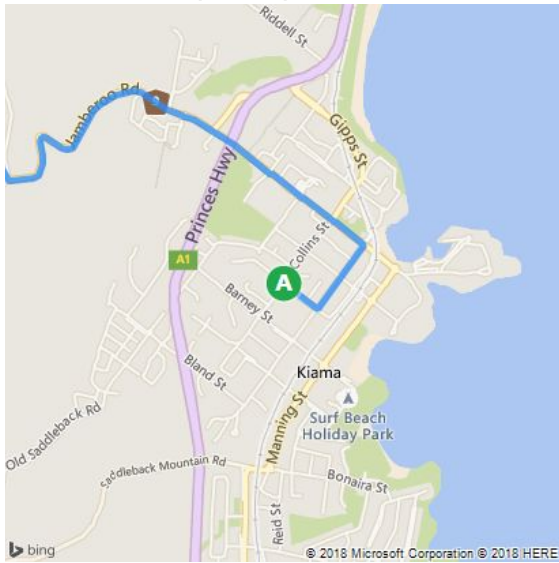 Riddell St
Jamberoo Rd
Gipps St
Princes Hwy
Collins St
A1
A
Barney St
Kiama
Bland St
Surf Beach
Holiday Park
Manning St
Old Saddleback Rd
Saddleback Mountain Rd
Bonaira St
Reid St
bing
© 2018 Microsoft Corporation © 2018 HERE